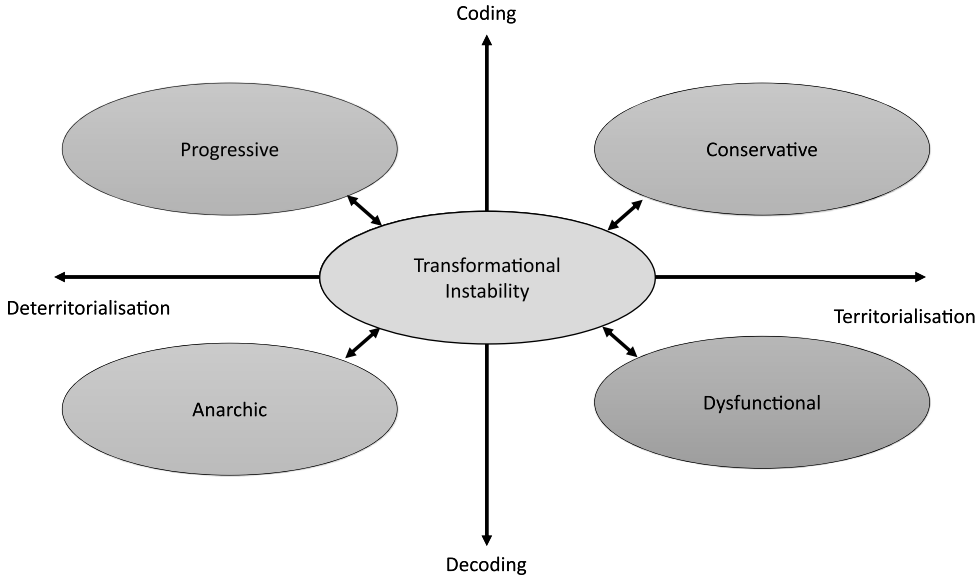 Coding
Progressive
Conservative
Transformational
Instability
Deterritorialisation
Territorialisation
Anarchic
Dysfunctional
Decoding